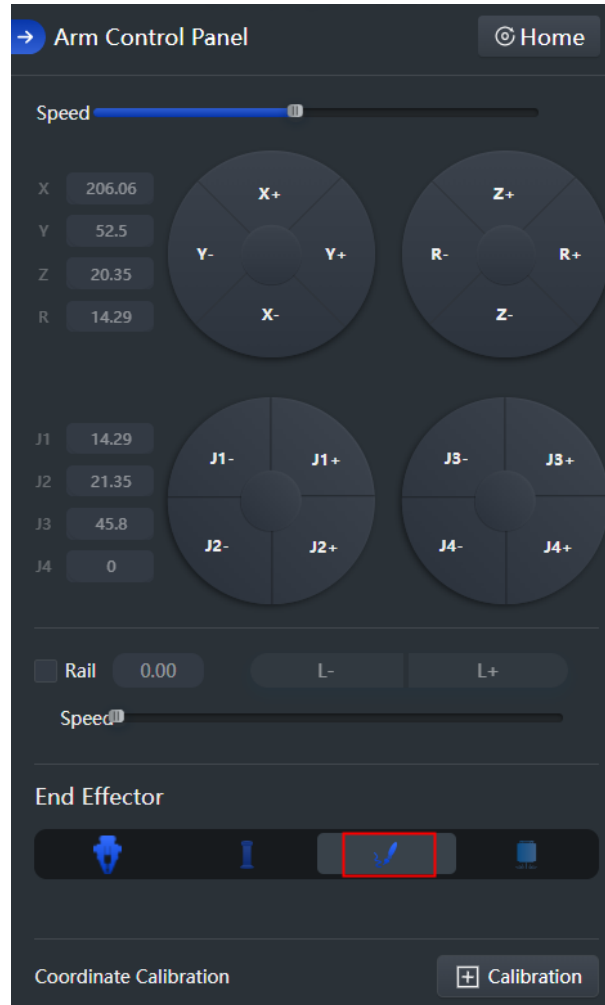 Arm Control Panel
Home
Speed
X 206.06
Y 52.5
Z 20.35
R 14.29
X+
Y- Y+
X-
Z+
R- R+
Z-
J1 14.29
J2 21.35
J3 45.8
J4 0
J1- J1+
J2- J2+
J3- J3+
J4- J4+
Rail 0.00 L- L+
Speed
End Effector
Coordinate Calibration
Calibration